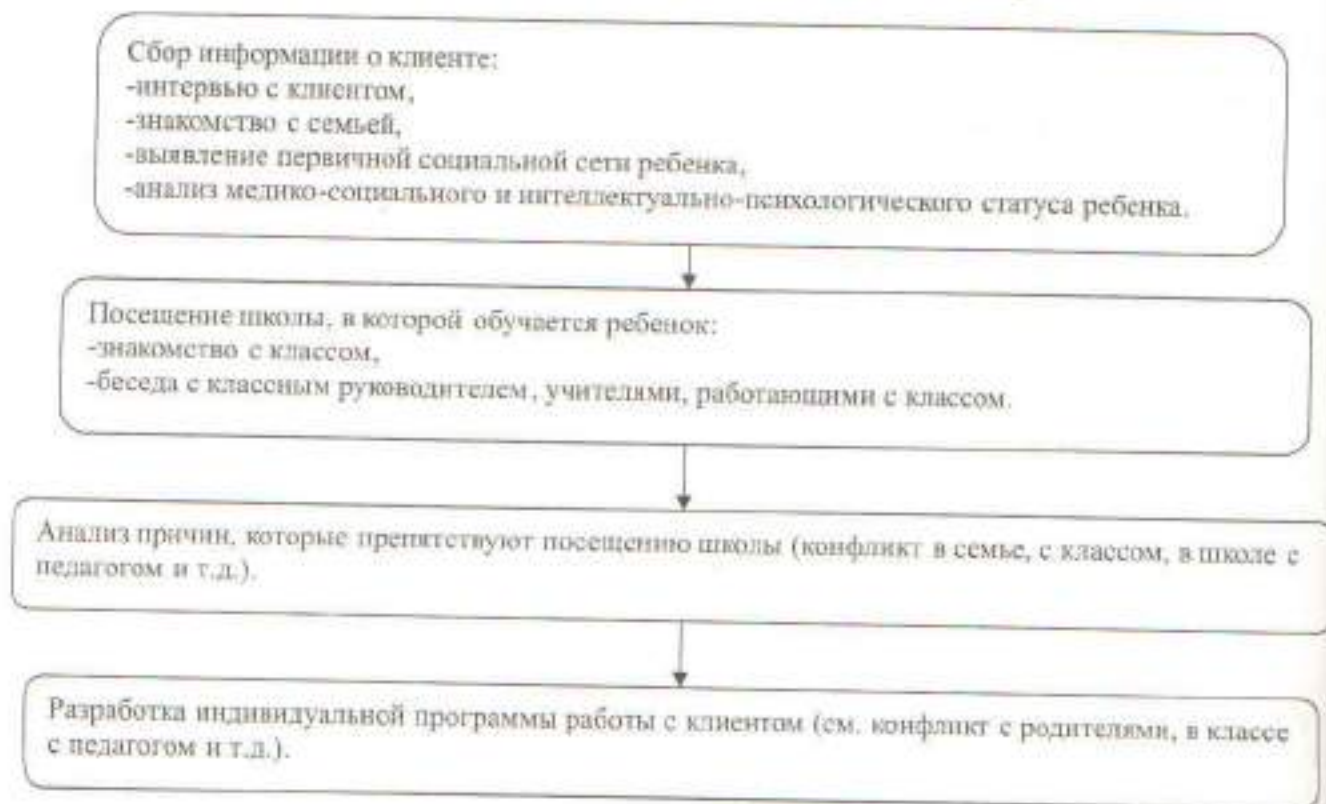 Сбор информации о клиенте:
-интервью с клиентом,
-знакомство с семьей,
-выявление первичной социальной сети ребенка,
-анализ медико-социального и интеллектуально-психологического статуса ребенка.
Посещение школы, в которой обучается ребенок:
-знакомство с классом,
-беседа с классным руководителем, учителями, работающими с классом.
Анализ причин, которые препятствуют посещению школы (конфликт в семье, с классом, в школе с
педагогом и т.д.).
Разработка индивидуальной программы работы с клиентом (см. конфликт с родителями, в классе
с педагогом и т.д.).